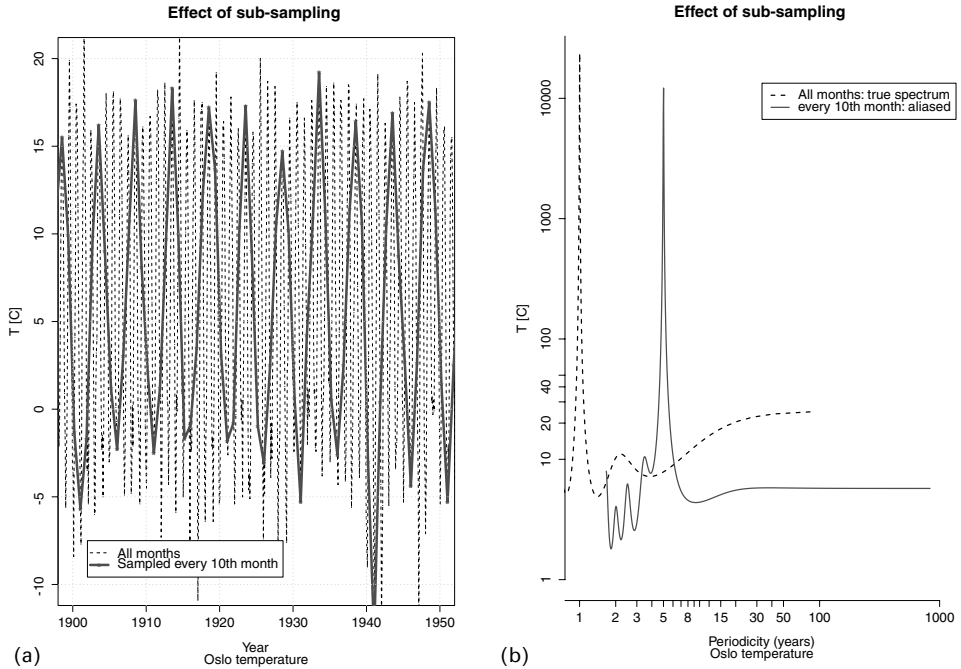 Effect of sub-sampling
20
15
10
5
0
-5
-10
T [C]
All months
Sampled every 10th month
1900 1910 1920 1930 1940 1950
Year
Oslo temperature
(a)
Effect of sub-sampling
10000
1000
100
40
20
10
1
T [C]
All months: true spectrum
every 10th month: aliased
1 2 3 5 8 10 15 30 50 100 1000
Periodicity (years)
Oslo temperature
(b)